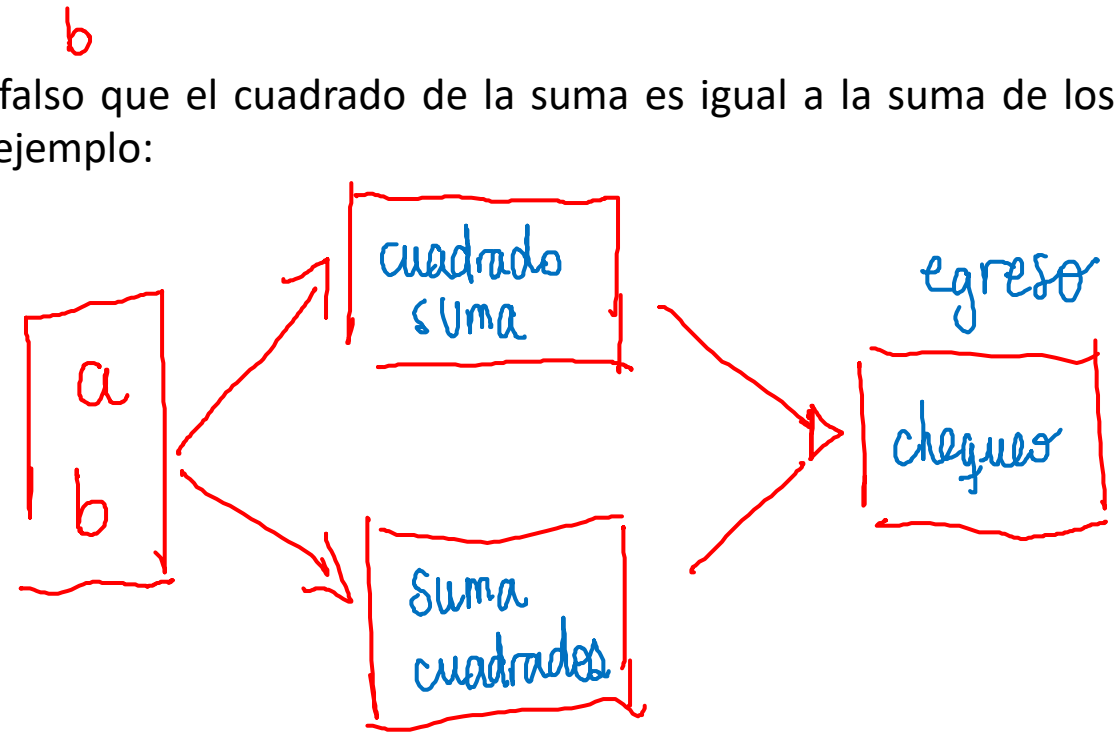 b
falso que el cuadrado de la suma es igual a la suma de los
ejemplo:
cuadrado
suma
egreso
a
b
chequeo
suma
cuadrados